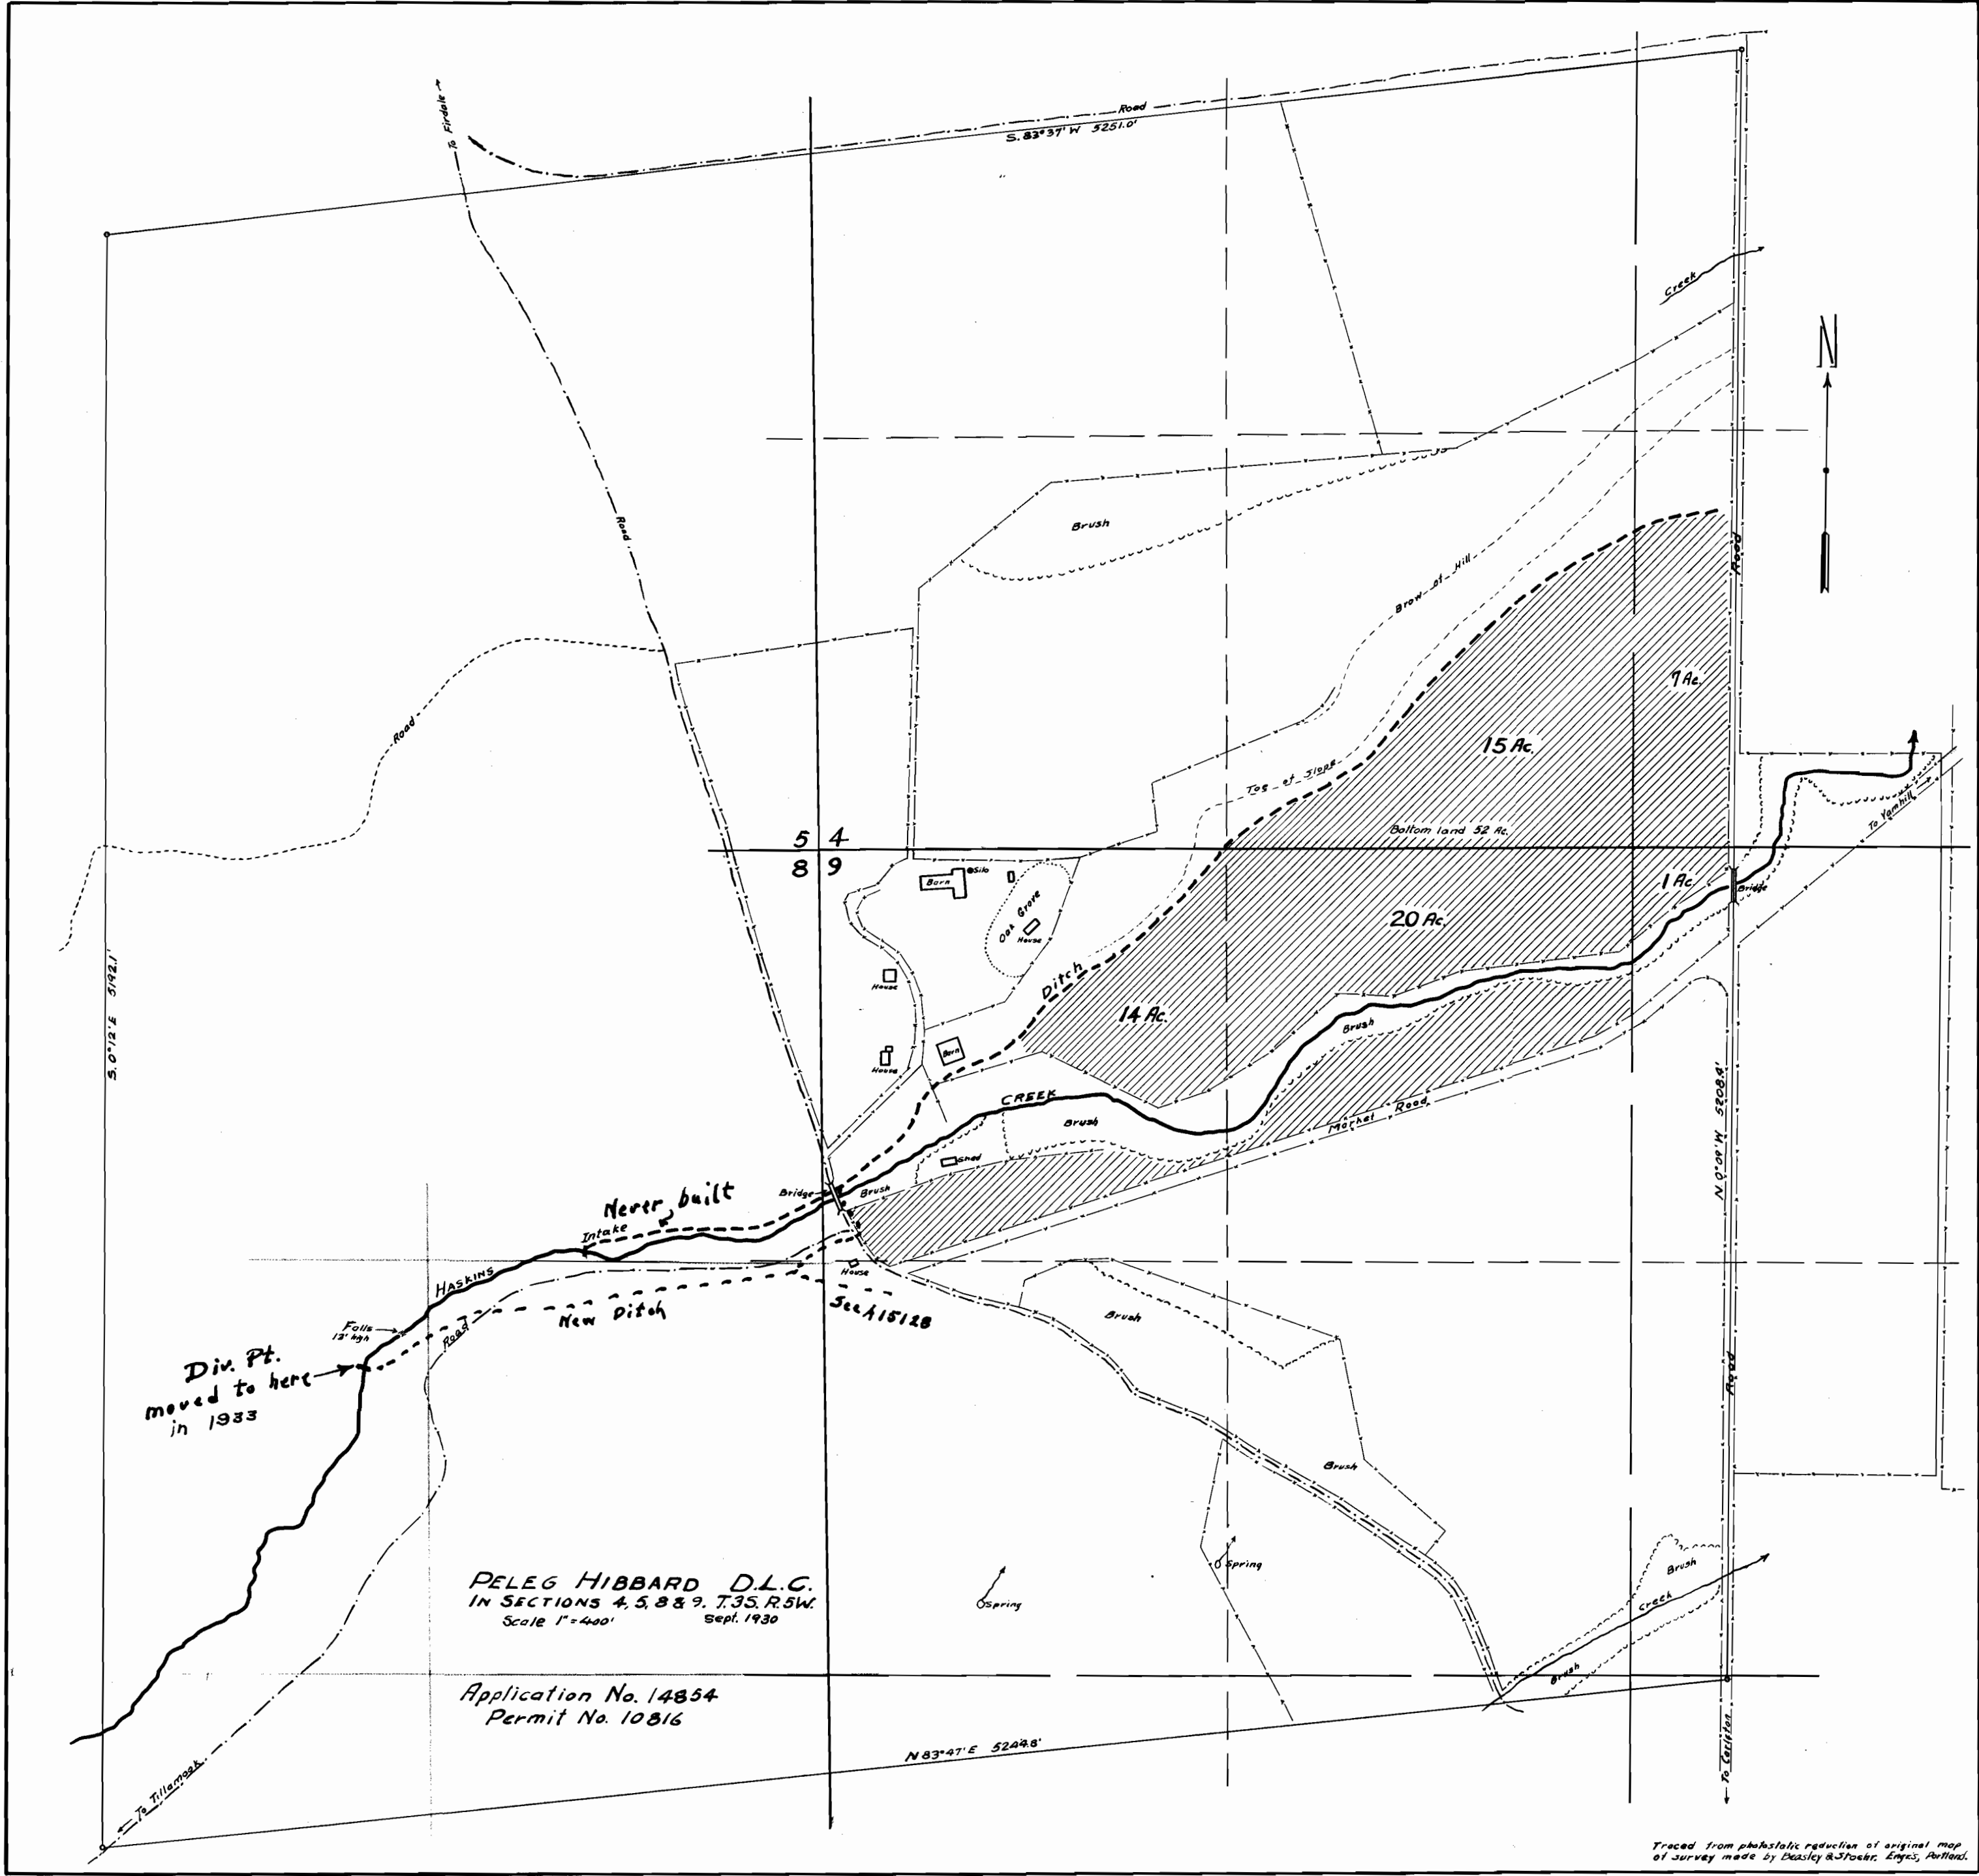 To Firdale
Road
S. 83°37' W 5251.0'
Creek
N
Road
Brush
Brow of Hill
Road
7 Ac.
Road
15 Ac.
Toe of Slope
To Yamhill
Bottom land 52 Ac.
5 4
8 9
Barn
Silo
Oak Grove
House
1 Ac.
Bridge
20 Ac.
House
Ditch
S. 0°12' E 5192.1'
14 Ac.
Brush
Barn
House
CREEK
Brush
Market Road
N. 0°09' W 5208.4'
Shed
Bridge
Brush
Never built
Intake
House
HASKINS
New Ditch
See A15128
Brush
Falls
12' high
Road
Div. Pt.
moved to here
in 1933
Road
Brush
Spring
Spring
Brush
Creek
Brush
PELEG HIBBARD D.L.C.
IN SECTIONS 4, 5, 8 & 9. T.3S. R.5W.
Scale 1" = 400' Sept. 1930
Application No. 14854
Permit No. 10816
N 83°47' E 5244.8'
To Tillamook
To Carlston
Traced from photostatic reduction of original map
of survey made by Beasley & Stoehr, Engrs, Portland.